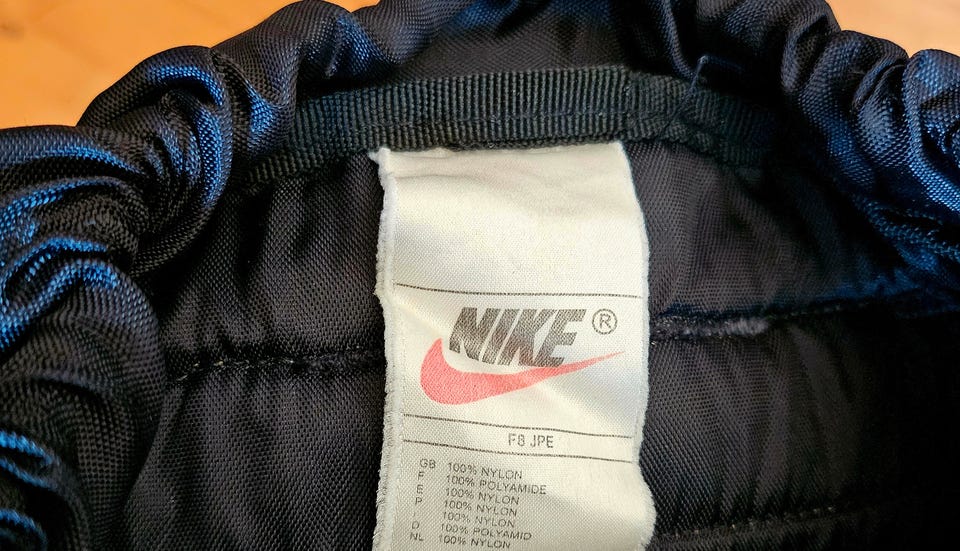 NIKE ®
F8 JPE
GB 100% NYLON
F 100% POLYAMIDE
E 100% NYLON
P 100% NYLON
I 100% NYLON
D 100% POLYAMID
NL 100% NYLON